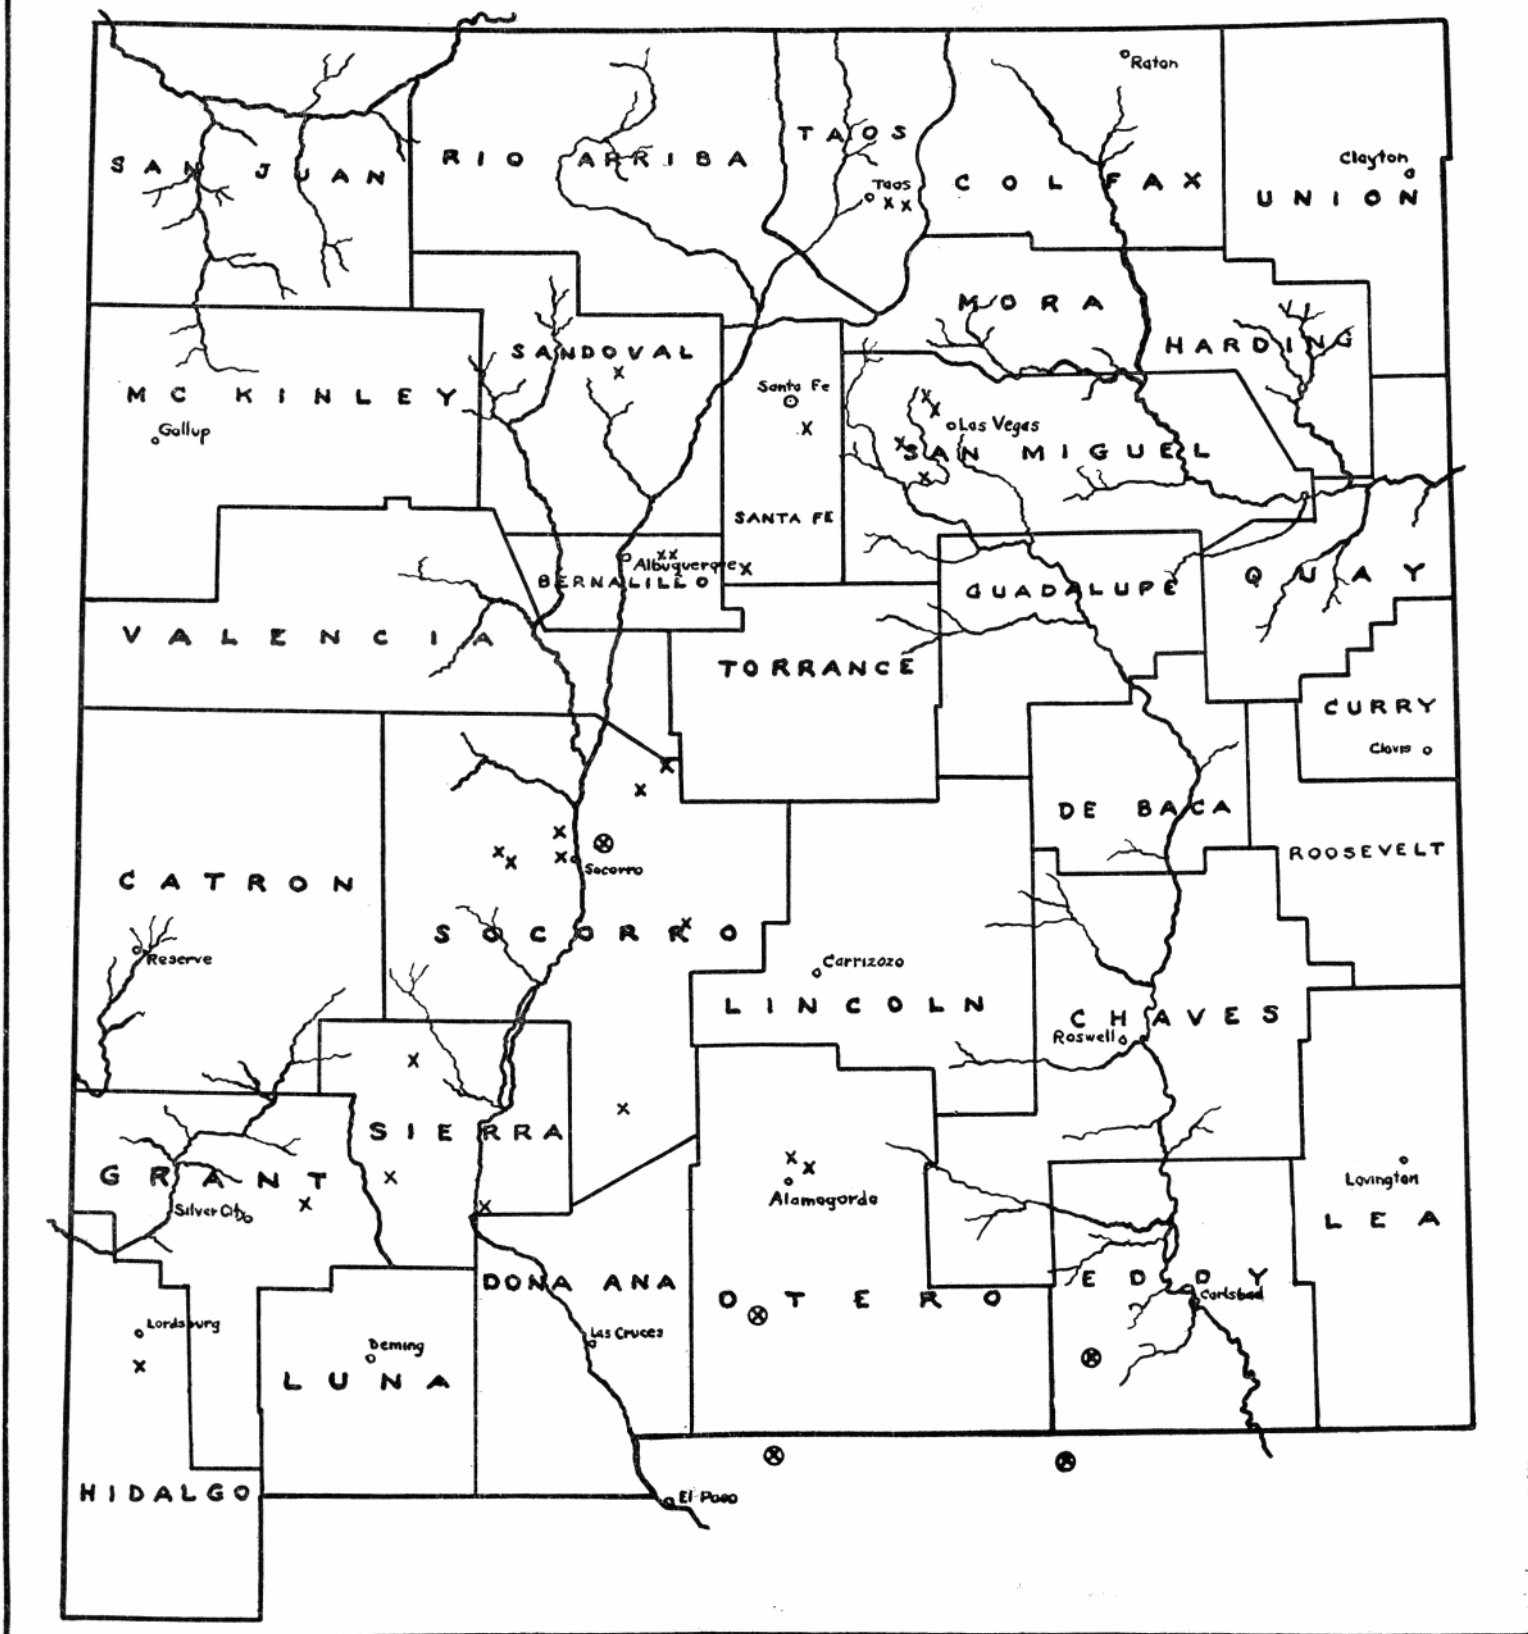 Raton
TAOS
SAN JUAN
RIO ARRIBA
Clayton
COLFAX
UNION
Taos
X X
MORA
HARDING
SANDOVAL
X
MC KINLEY
Santa Fe
X
Gallup
X
X
Las Vegas
X
SAN MIGUEL
X
SANTA FE
X X
Albuquerque
X
BERNALILLO
GUADALUPE
QUAY
VALENCIA
TORRANCE
CURRY
Clovis
X
X
DE BACA
X
X X
X
Socorro
ROOSEVELT
CATRON
X
SOCORRO
Reserve
Carrizozo
LINCOLN
CHAVES
Roswell
X
X
SIERRA
X X
GRANT
X
X
X
Silver City
Alamogordo
Lovington
LEA
DONA ANA
OTERO
EDDY
Carlsbad
Lordsburg
Las Cruces
Deming
X
LUNA
HIDALGO
El Paso